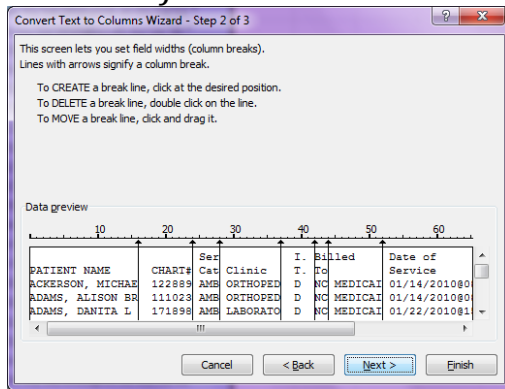 Convert Text to Columns Wizard - Step 2 of 3
This screen lets you set field widths (column breaks).
Lines with arrows signify a column break.
To CREATE a break line, click at the desired position.
To DELETE a break line, double click on the line.
To MOVE a break line, click and drag it.
Data preview
10 20 30 40 50 60
Ser I. Billed Date of
PATIENT NAME CHART# Cat Clinic T. To Service
ACKERSON, MICHAE 122889 AMB ORTHOPED D NC MEDICAI 01/14/2010@08
ADAMS, ALISON BR 111023 AMB ORTHOPED D NC MEDICAI 01/14/2010@08
ADAMS, DANITA L 171898 AMB LABORATO D NC MEDICAI 01/22/2010@1
Cancel < Back Next > Finish